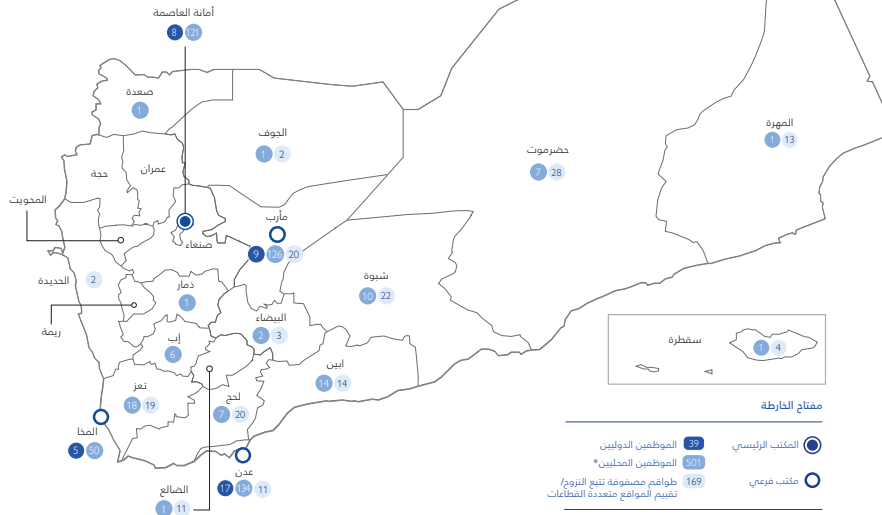 أمانة العاصمة
8 121
صعدة
1
الجوف
1 2
المهرة
1 13
حضرموت
7 28
حجة
عمران
المحويت
مأرب
9 126 20
صنعاء
الحديدة
2
ذمار
1
شبوة
10 22
ريمة
البيضاء
2 3
إب
6
سقطرة
1 4
ابين
14 14
تعز
18 19
لحج
7 20
المخا
5 50
عدن
17 134 11
الضالع
1 11
مفتاح الخارطة
المكتب الرئيسي
مكتب فرعي
39 الموظفين الدوليين
501 الموظفين المحليين*
169 طواقم مصفوفة تتبع النزوح/
تقييم المواقع متعددة القطاعات